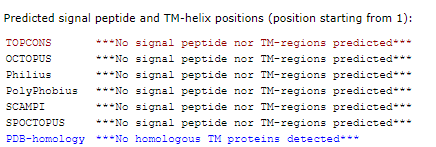 Predicted signal peptide and TM-helix positions (position starting from 1):
TOPCONS ***No signal peptide nor TM-regions predicted***
OCTOPUS ***No signal peptide nor TM-regions predicted***
Philius ***No signal peptide nor TM-regions predicted***
PolyPhobius ***No signal peptide nor TM-regions predicted***
SCAMPI ***No signal peptide nor TM-regions predicted***
SPOCTOPUS ***No signal peptide nor TM-regions predicted***
PDB-homology ***No homologous TM proteins detected***